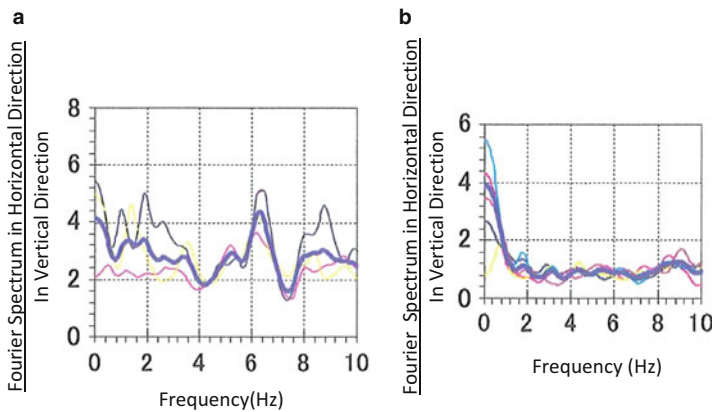 a
Fourier Spectrum in Horizontal Direction
In Vertical Direction
8
6
4
2
0
0 2 4 6 8 10
Frequency(Hz)
b
Fourier Spectrum in Horizontal Direction
In Vertical Direction
6
4
2
0
0 2 4 6 8 10
Frequency (Hz)